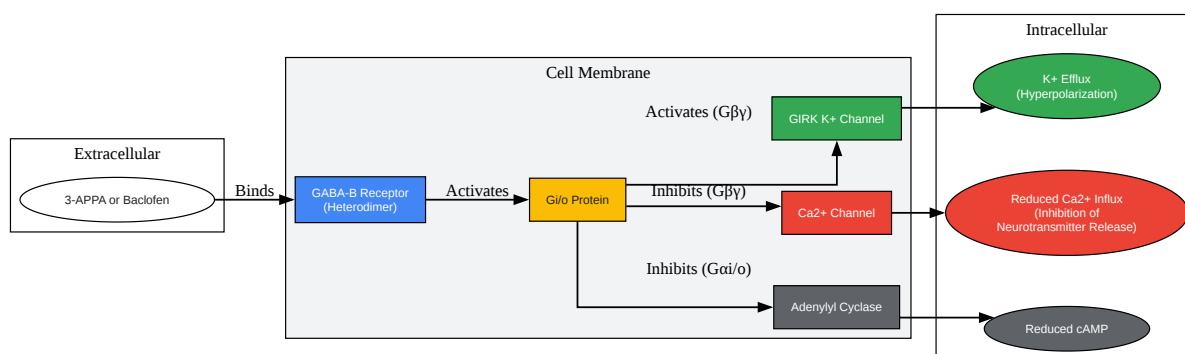 Extracellular
3-APPA or Baclofen
Binds
Cell Membrane
GABA-B Receptor
(Heterodimer)
Activates
Gi/o Protein
Activates (Gβγ)
GIRK K+ Channel
Inhibits (Gβγ)
Ca2+ Channel
Inhibits (Gαi/o)
Adenylyl Cyclase
Intracellular
K+ Efflux
(Hyperpolarization)
Reduced Ca2+ Influx
(Inhibition of
Neurotransmitter Release)
Reduced cAMP